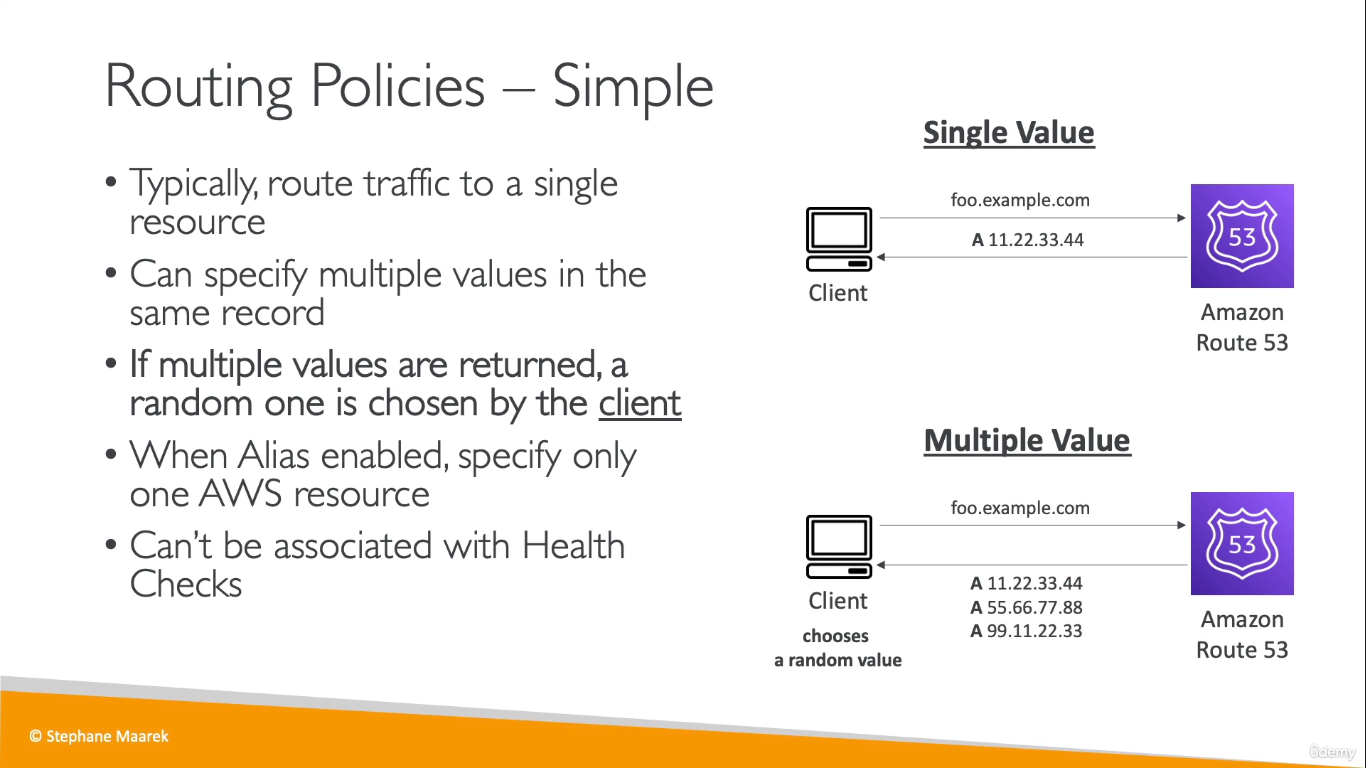 Routing Policies – Simple
• Typically, route traffic to a single
resource
• Can specify multiple values in the
same record
• If multiple values are returned, a
random one is chosen by the client
• When Alias enabled, specify only
one AWS resource
• Can't be associated with Health
Checks
Single Value
foo.example.com
A 11.22.33.44
Client
53
Amazon
Route 53
Multiple Value
foo.example.com
A 11.22.33.44
A 55.66.77.88
A 99.11.22.33
Client
chooses
a random value
53
Amazon
Route 53
© Stephane Maarek
ûdemy